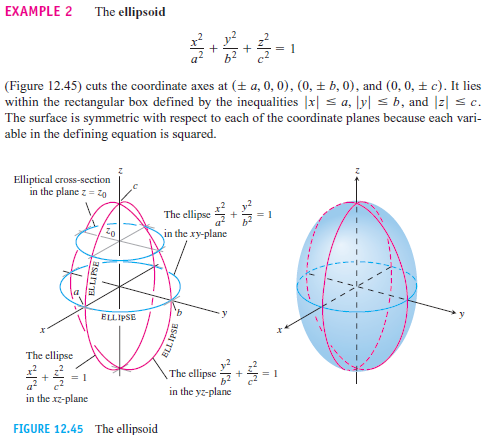 EXAMPLE 2 The ellipsoid
x²/a² + y²/b² + z²/c² = 1
(Figure 12.45) cuts the coordinate axes at (± a, 0, 0), (0, ± b, 0), and (0, 0, ± c). It lies
within the rectangular box defined by the inequalities |x| ≤ a, |y| ≤ b, and |z| ≤ c.
The surface is symmetric with respect to each of the coordinate planes because each vari-
able in the defining equation is squared.
z
Elliptical cross-section
in the plane z = z₀
c
z₀
The ellipse x²/a² + y²/b² = 1
in the xy-plane
ELLIPSE
a
ELLIPSE
b
y
x
ELLIPSE
The ellipse
x²/a² + z²/c² = 1
in the xz-plane
The ellipse y²/b² + z²/c² = 1
in the yz-plane
z
y
x
FIGURE 12.45 The ellipsoid